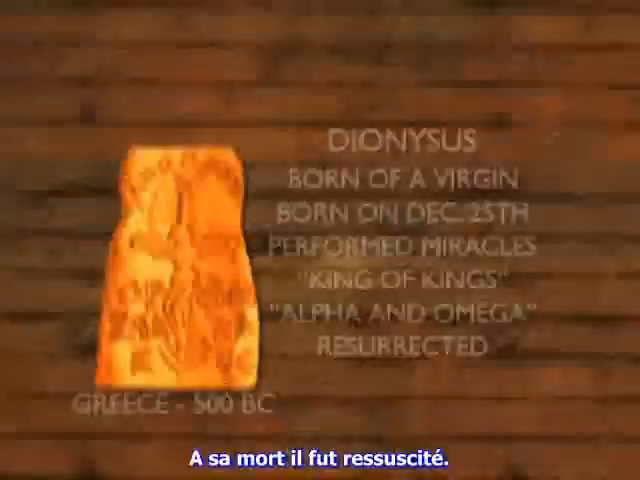 DIONYSUS
BORN OF A VIRGIN
BORN ON DEC. 25TH
PERFORMED MIRACLES
"KING OF KINGS"
"ALPHA AND OMEGA"
RESURRECTED
GREECE - 500 BC
A sa mort il fut ressuscité.